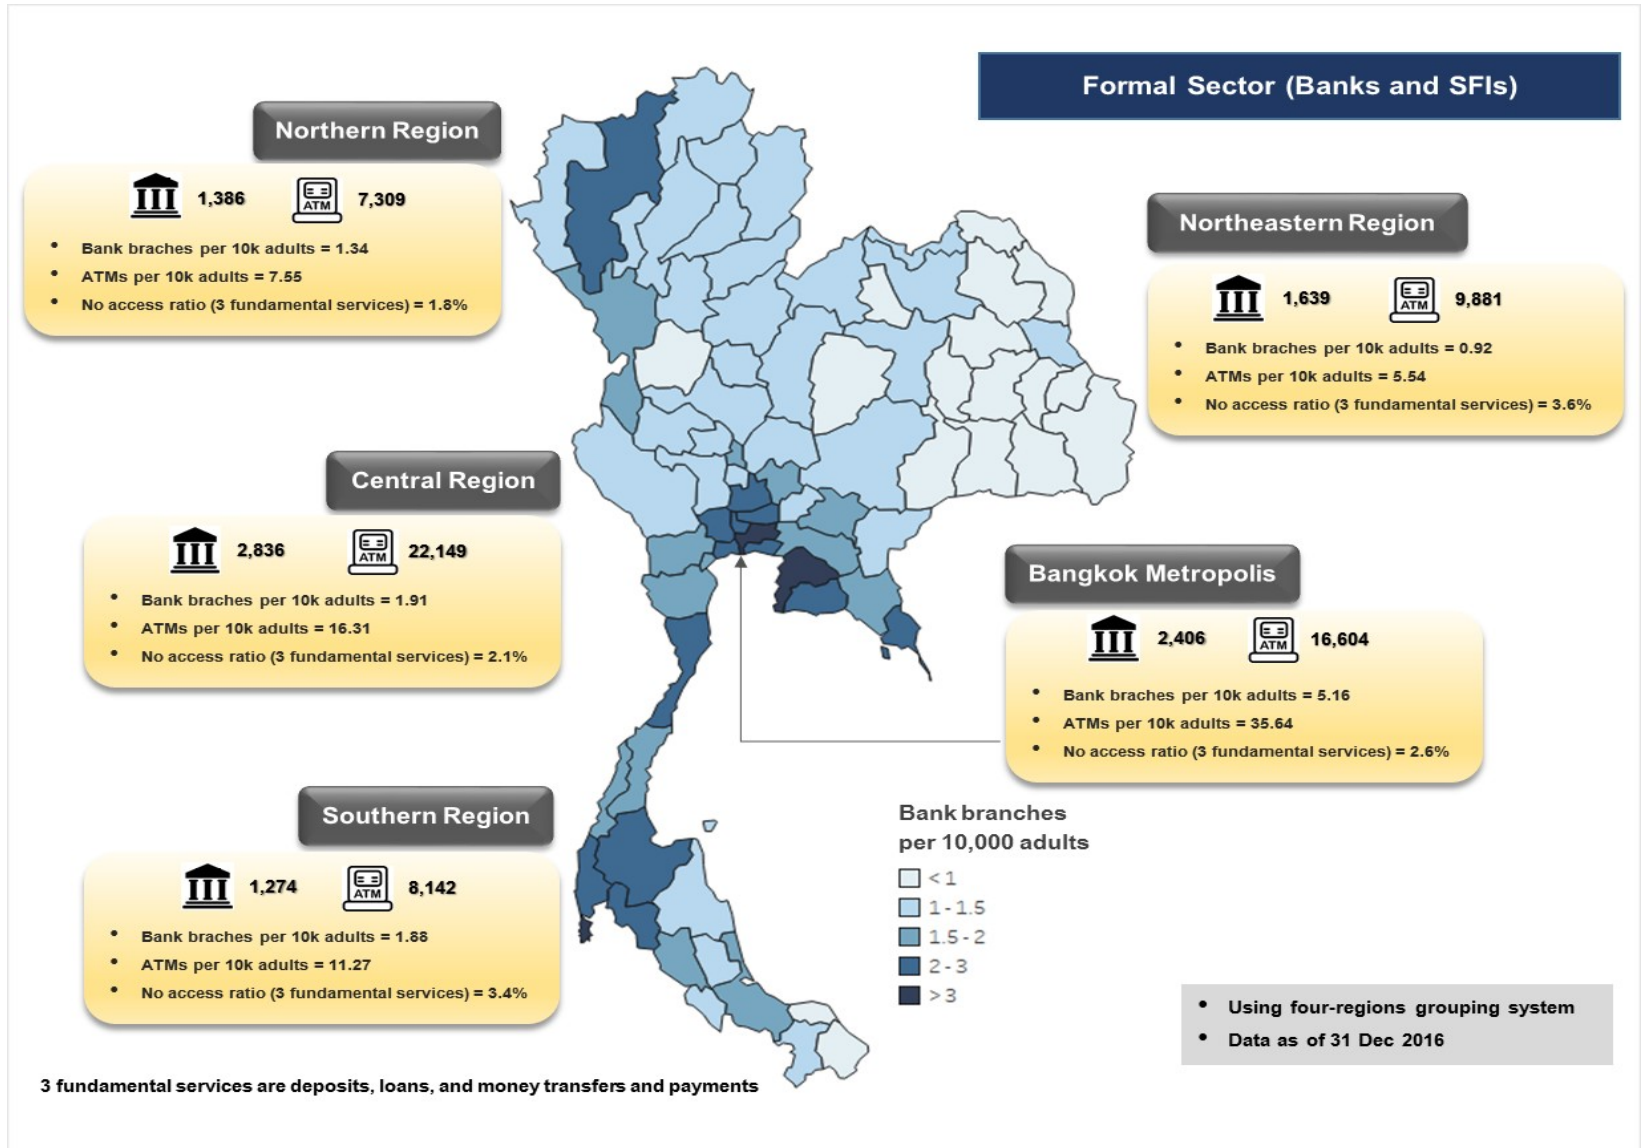 Formal Sector (Banks and SFIs)
Northern Region
1,386
ATM
7,309
• Bank braches per 10k adults = 1.34
• ATMs per 10k adults = 7.55
• No access ratio (3 fundamental services) = 1.8%
Northeastern Region
1,639
ATM
9,881
• Bank braches per 10k adults = 0.92
• ATMs per 10k adults = 5.54
• No access ratio (3 fundamental services) = 3.6%
Central Region
2,836
ATM
22,149
• Bank braches per 10k adults = 1.91
• ATMs per 10k adults = 16.31
• No access ratio (3 fundamental services) = 2.1%
Bangkok Metropolis
2,406
ATM
16,604
• Bank braches per 10k adults = 5.16
• ATMs per 10k adults = 35.64
• No access ratio (3 fundamental services) = 2.6%
Southern Region
1,274
ATM
8,142
• Bank braches per 10k adults = 1.88
• ATMs per 10k adults = 11.27
• No access ratio (3 fundamental services) = 3.4%
Bank branches
per 10,000 adults
< 1
1 - 1.5
1.5 - 2
2 - 3
> 3
• Using four-regions grouping system
• Data as of 31 Dec 2016
3 fundamental services are deposits, loans, and money transfers and payments